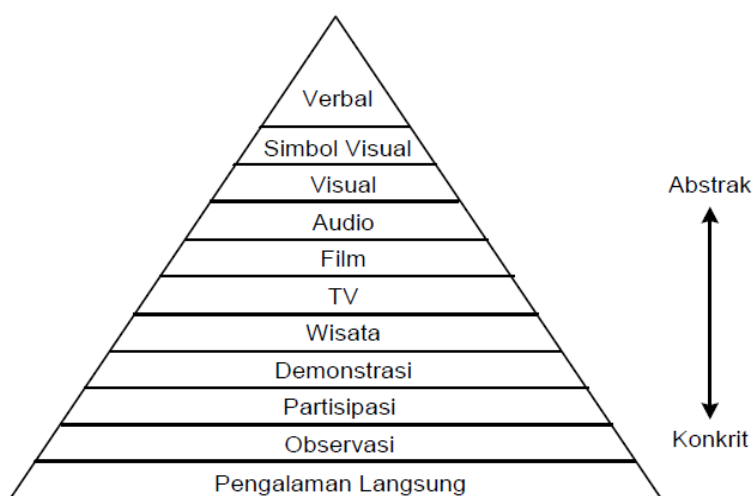 Verbal
Simbol Visual
Visual
Audio
Film
TV
Wisata
Demonstrasi
Partisipasi
Observasi
Pengalaman Langsung
Abstrak
Konkrit